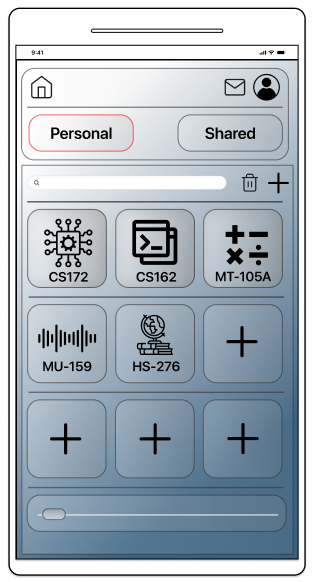 9:41
Personal
Shared
CS172
CS162
MT-105A
MU-159
HS-276